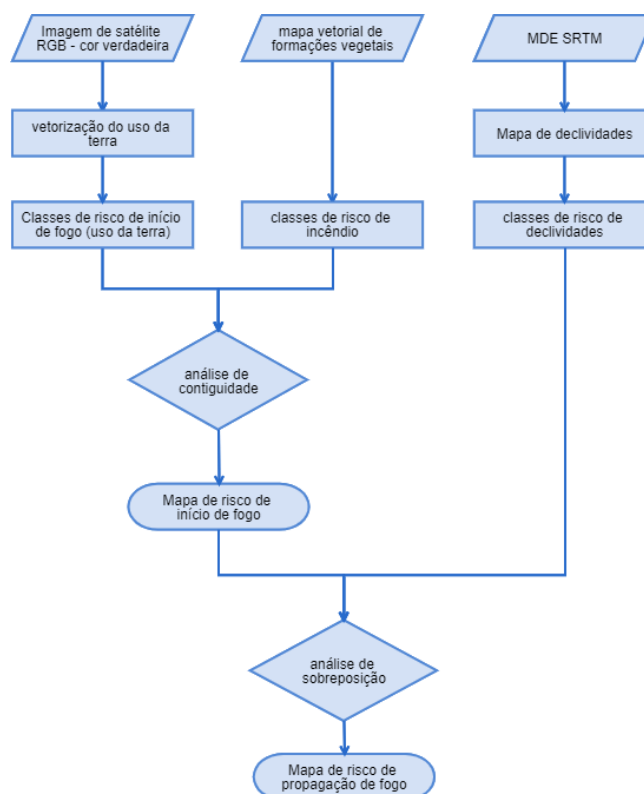 Imagem de satélite
RGB - cor verdadeira
mapa vetorial de
formações vegetais
MDE SRTM
vetorização do uso da
terra
Mapa de declividades
Classes de risco de início
de fogo (uso da terra)
classes de risco de
incêndio
classes de risco de
declividades
análise de
contiguidade
Mapa de risco de
início de fogo
análise de
sobreposição
Mapa de risco de
propagação de fogo